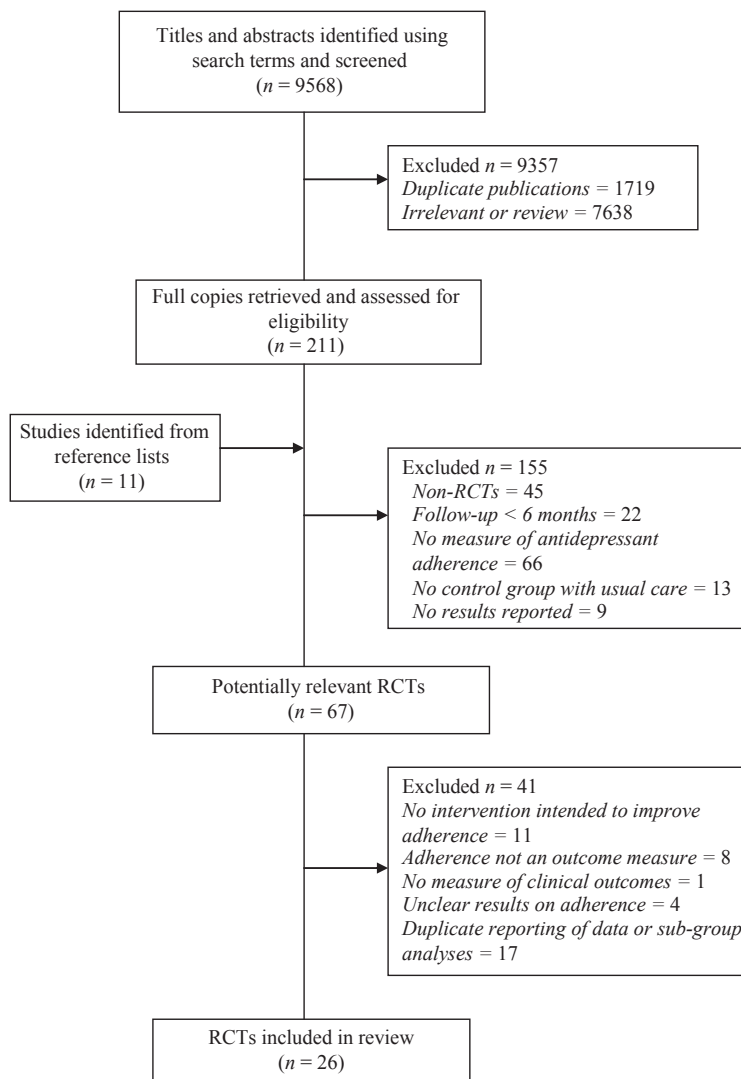 Titles and abstracts identified using
search terms and screened
(n = 9568)
Excluded n = 9357
Duplicate publications = 1719
Irrelevant or review = 7638
Full copies retrieved and assessed for
eligibility
(n = 211)
Studies identified from
reference lists
(n = 11)
Excluded n = 155
Non-RCTs = 45
Follow-up < 6 months = 22
No measure of antidepressant
adherence = 66
No control group with usual care = 13
No results reported = 9
Potentially relevant RCTs
(n = 67)
Excluded n = 41
No intervention intended to improve
adherence = 11
Adherence not an outcome measure = 8
No measure of clinical outcomes = 1
Unclear results on adherence = 4
Duplicate reporting of data or sub-group
analyses = 17
RCTs included in review
(n = 26)